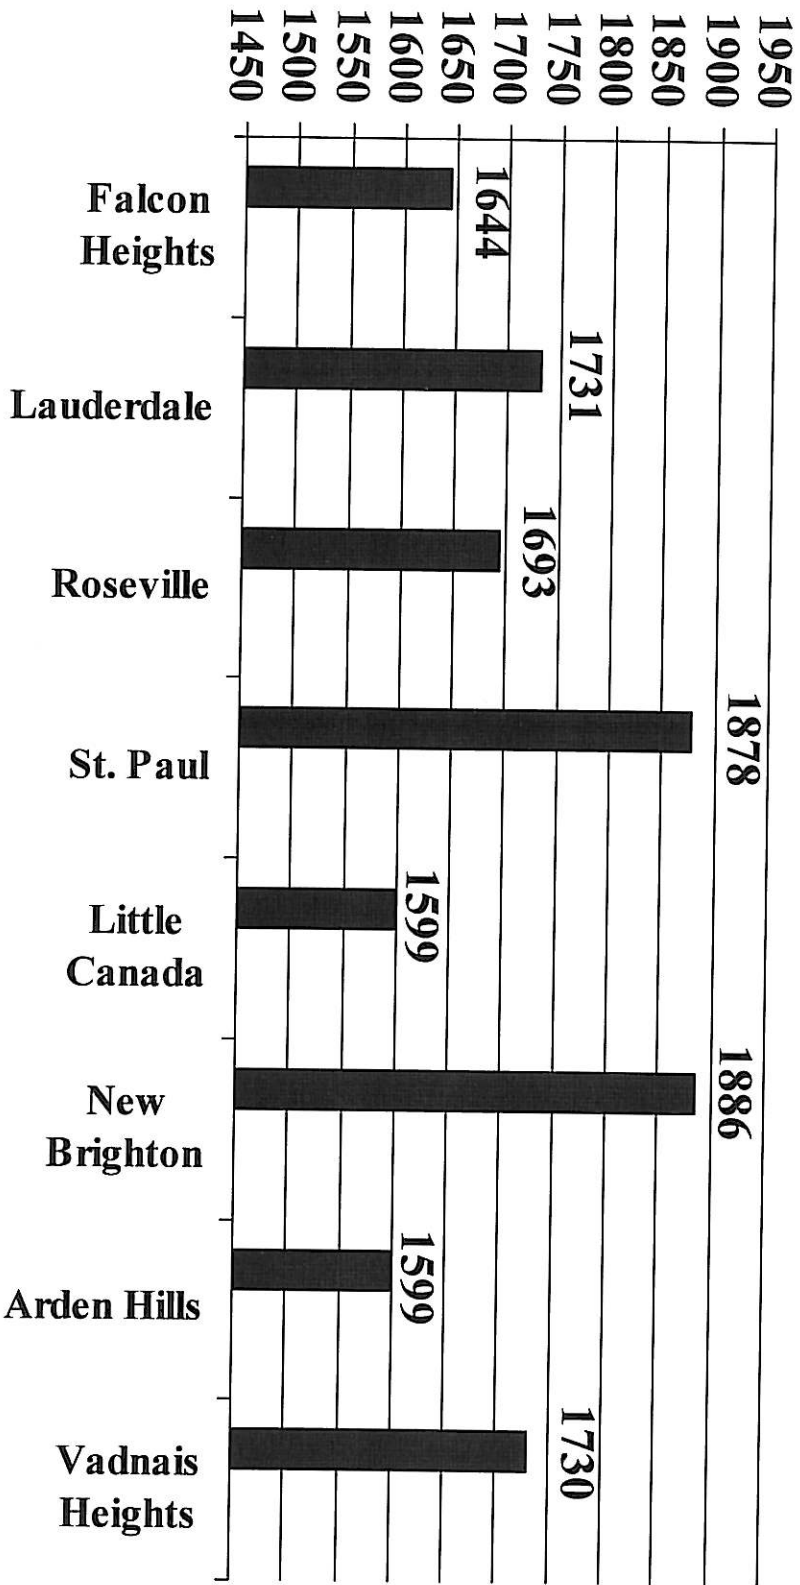 1950
1900
1850
1800
1750
1700
1650
1600
1550
1500
1450
1644
1731
1693
1878
1599
1886
1599
1730
Falcon
Heights
Lauderdale
Roseville
St. Paul
Little
Canada
New
Brighton
Arden Hills
Vadnais
Heights